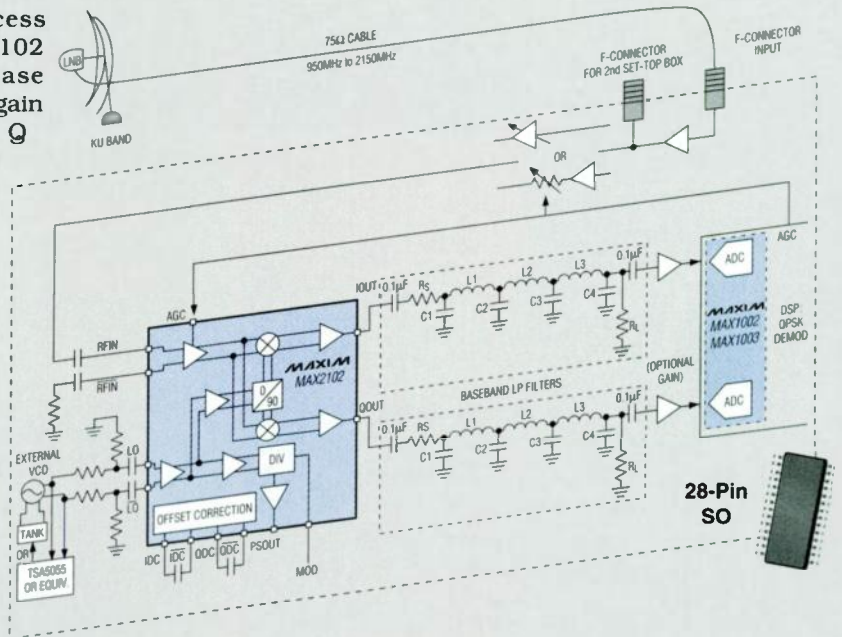 cess
102
ase
gain
Q
LNB
KU BAND
75Ω CABLE
950MHz to 2150MHz
F-CONNECTOR
FOR 2nd SET-TOP BOX
F-CONNECTOR
INPUT
OR
AGC
AGC
RFIN
RFIN
LO
LO
EXTERNAL
VCO
TANK
OR
TSA5055
OR EQUIV.
MAXIM
MAX2102
0
90
DIV
OFFSET CORRECTION
IDC
IDC
QDC
QDC
PSOUT
MOD
IOUT
QOUT
0.1µF
RS
L1
L2
L3
0.1µF
C1
C2
C3
C4
RL
BASEBAND LP FILTERS
0.1µF
RS
L1
L2
L3
0.1µF
C1
C2
C3
C4
RL
(OPTIONAL
GAIN)
ADC
MAXIM
MAX1002
MAX1003
ADC
DSP
QPSK
DEMOD
28-Pin
SO